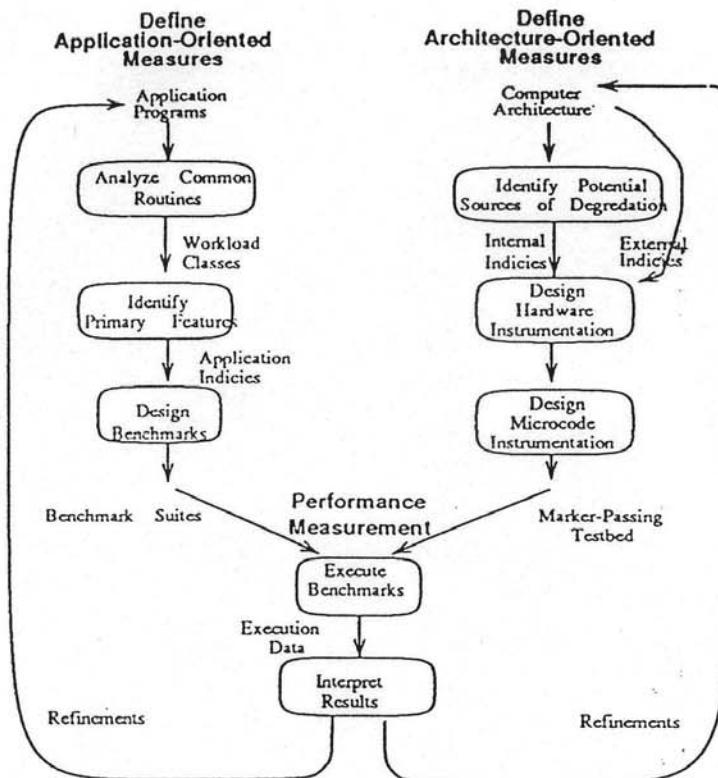 Define
Application-Oriented
Measures
Application
Programs
Analyze Common
Routines
Workload
Classes
Identify
Primary Features
Application
Indicies
Design
Benchmarks
Benchmark Suites
Define
Architecture-Oriented
Measures
Computer
Architecture
Identify Potential
Sources of Degredation
Internal
Indicies
External
Indicies
Design
Hardware
Instrumentation
Design
Microcode
Instrumentation
Marker-Passing
Testbed
Performance
Measurement
Execute
Benchmarks
Execution
Data
Interpret
Results
Refinements
Refinements